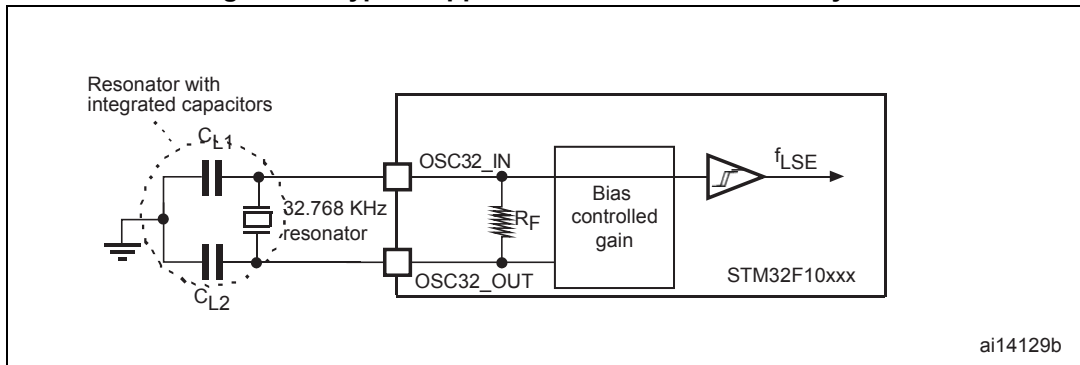 Resonator with
integrated capacitors
CL1
32.768 KHz
resonator
CL2
OSC32_IN
RF
OSC32_OUT
Bias
controlled
gain
fLSE
STM32F10xxx
ai14129b